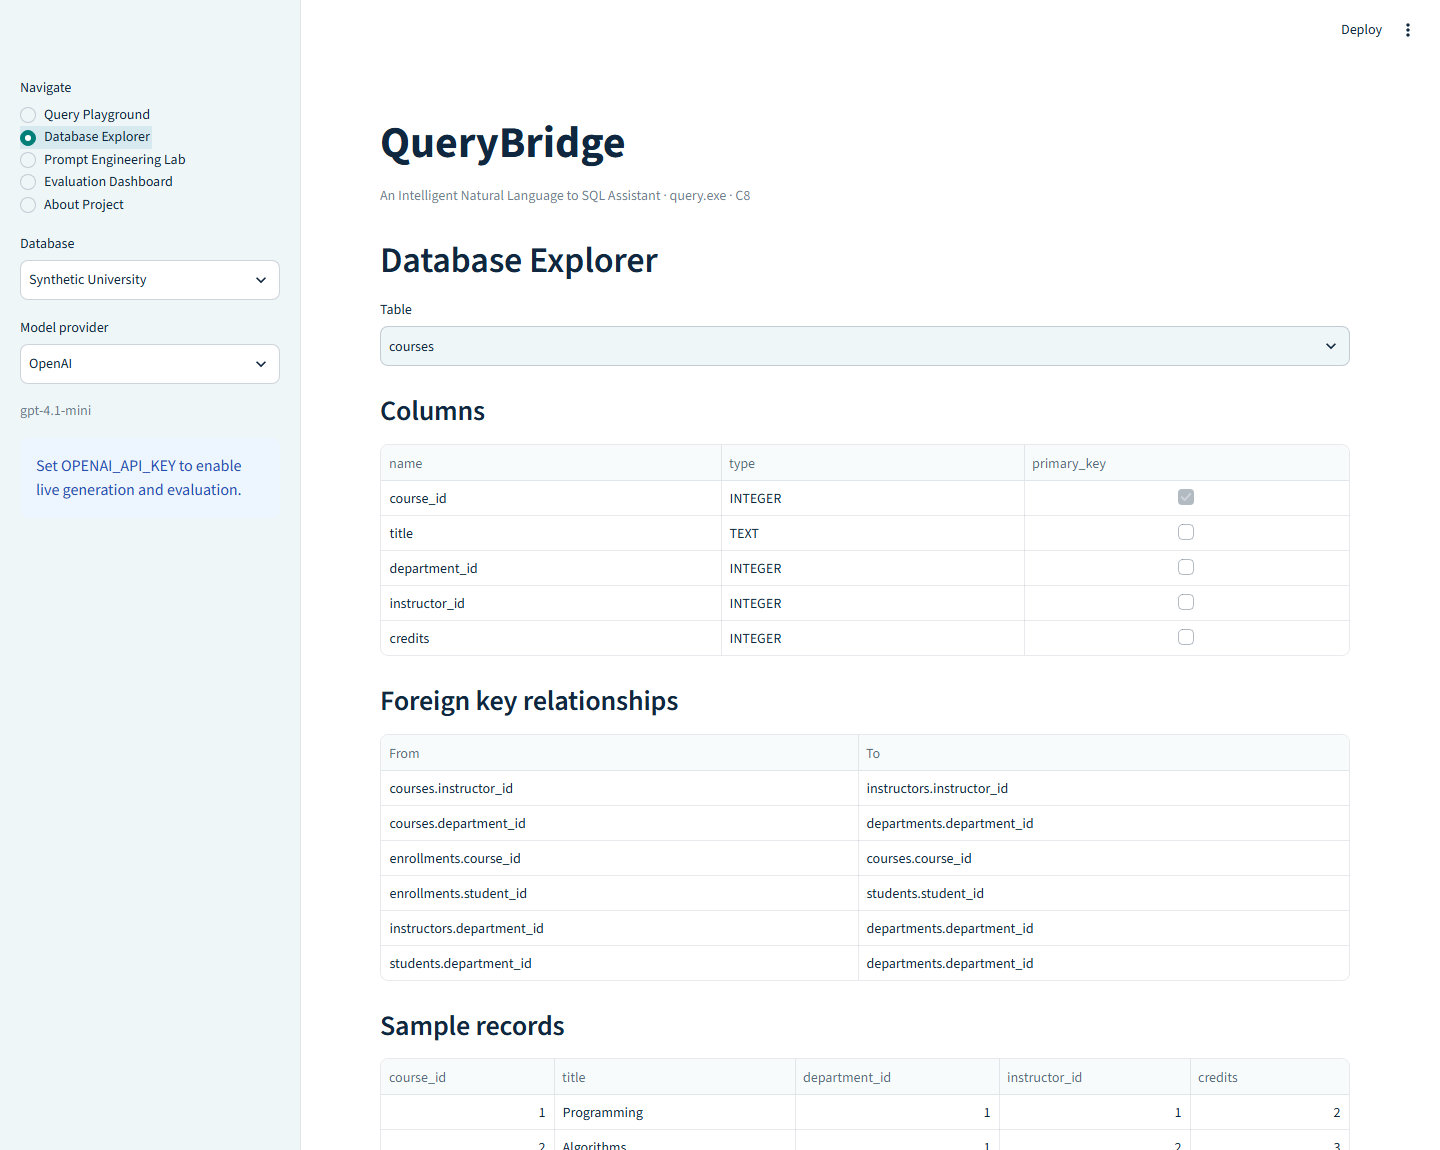 Deploy
Navigate
Query Playground
Database Explorer
Prompt Engineering Lab
Evaluation Dashboard
About Project
Database
Synthetic University
Model provider
OpenAI
gpt-4.1-mini
Set OPENAI_API_KEY to enable
live generation and evaluation.
QueryBridge
An Intelligent Natural Language to SQL Assistant · query.exe · C8
Database Explorer
Table
courses
Columns
name type primary_key
course_id INTEGER
title TEXT
department_id INTEGER
instructor_id INTEGER
credits INTEGER
Foreign key relationships
From To
courses.instructor_id instructors.instructor_id
courses.department_id departments.department_id
enrollments.course_id courses.course_id
enrollments.student_id students.student_id
instructors.department_id departments.department_id
students.department_id departments.department_id
Sample records
course_id title department_id instructor_id credits
1 Programming 1 1 2
2 Algorithms 1 2 3